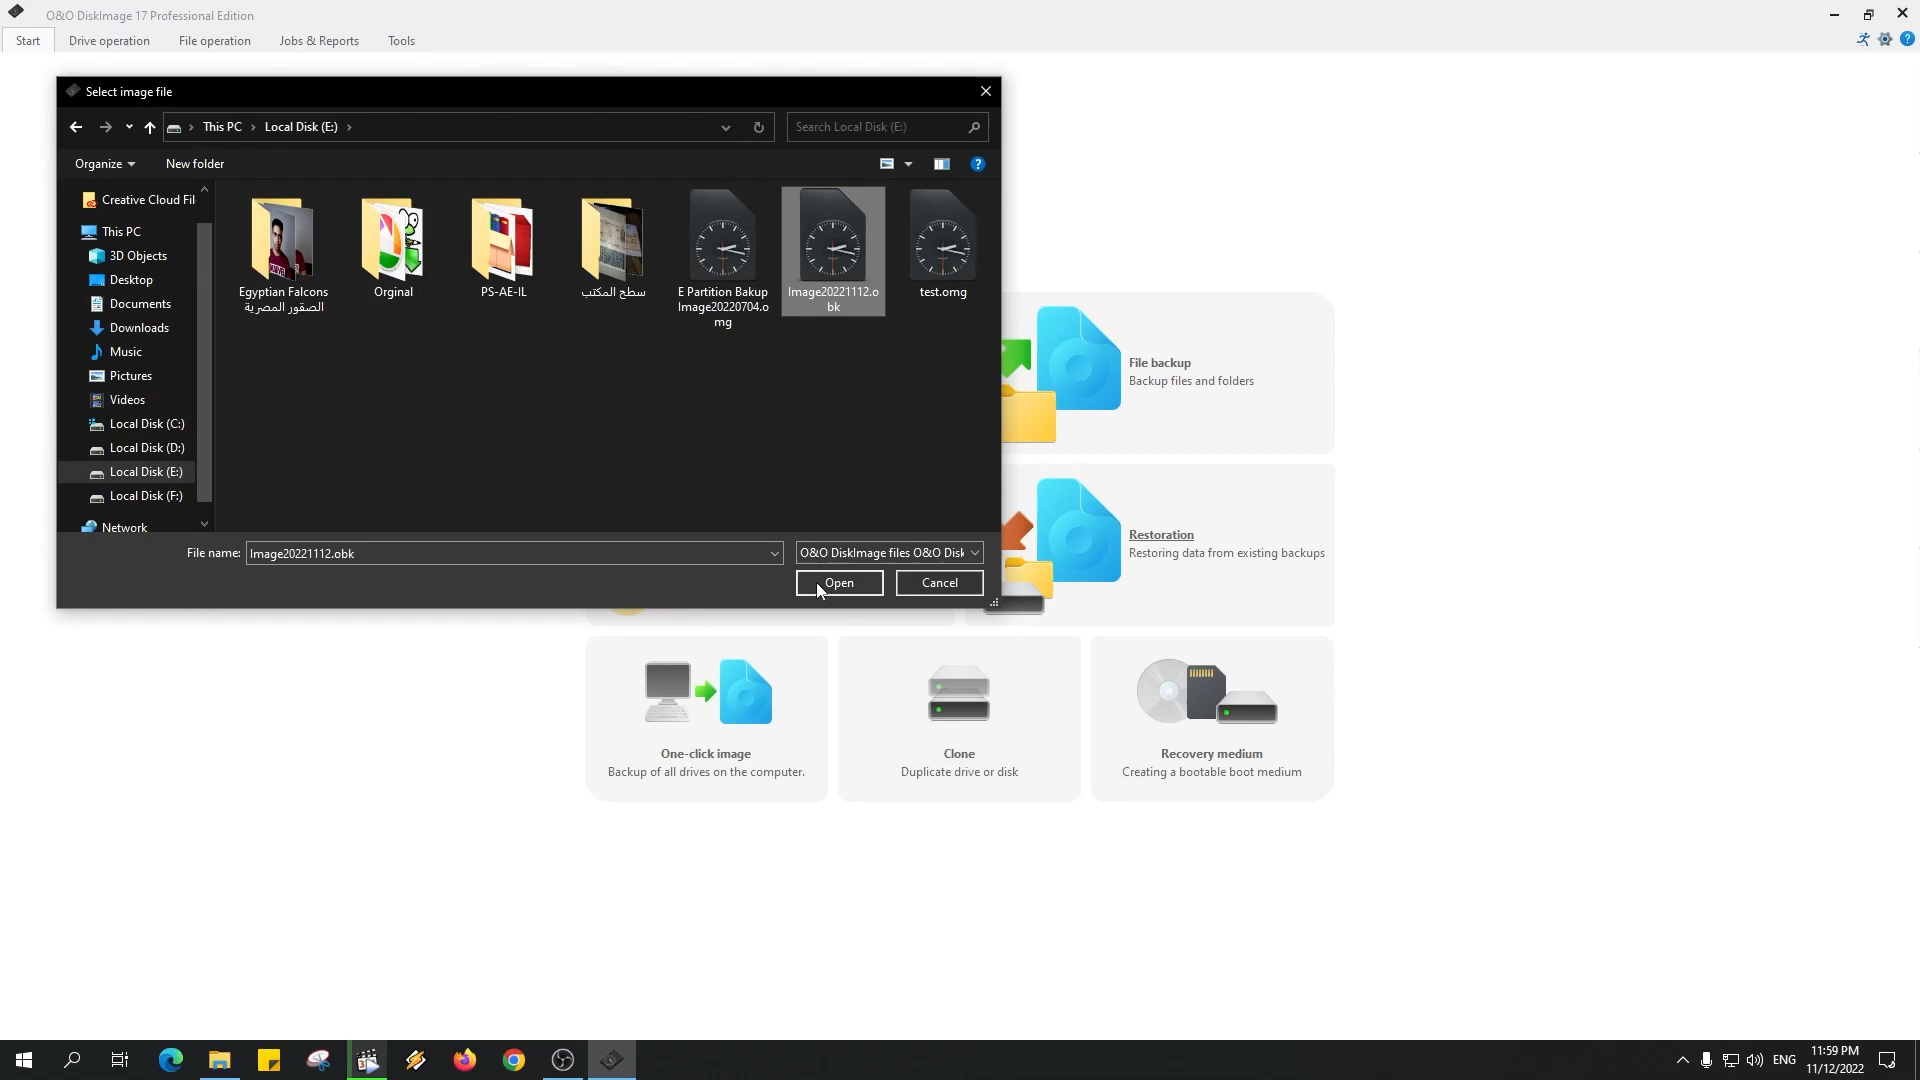 O&O DiskImage 17 Professional Edition
Start
Drive operation
File operation
Jobs & Reports
Tools
Select image file
This PC
Local Disk (E:)
Search Local Disk (E:)
Organize
New folder
Creative Cloud Fil
This PC
3D Objects
Desktop
Documents
Downloads
Music
Pictures
Videos
Local Disk (C:)
Local Disk (D:)
Local Disk (E:)
Local Disk (F:)
Network
Egyptian Falcons
الصقور المصرية
Orginal
PS-AE-IL
سطح المكتب
E Partition Bakup
Image20220704.o
mg
Image20221112.o
bk
test.omg
File name:
Image20221112.obk
O&O DiskImage files O&O Disk
Open
Cancel
File backup
Backup files and folders
Restoration
Restoring data from existing backups
One-click image
Backup of all drives on the computer.
Clone
Duplicate drive or disk
Recovery medium
Creating a bootable boot medium
ENG
11:59 PM
11/12/2022